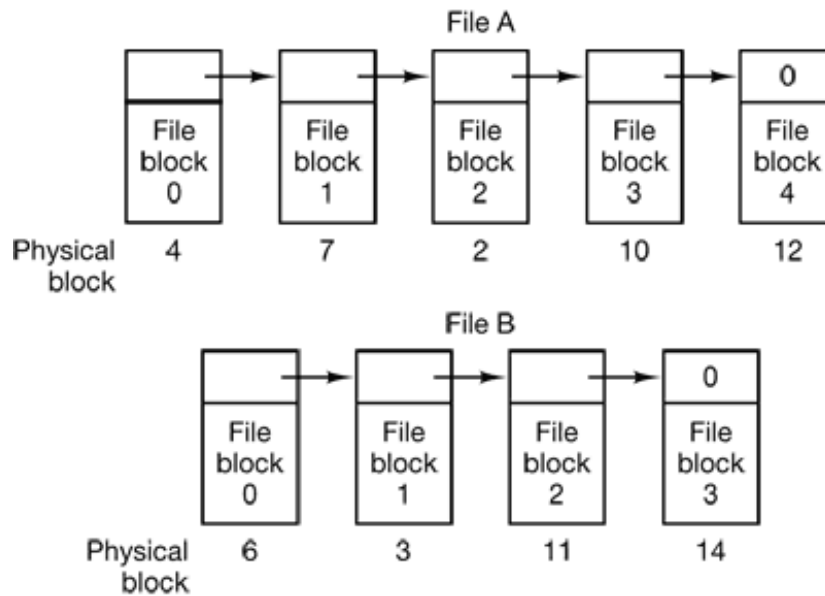 File A
0
File block 0
File block 1
File block 2
File block 3
File block 4
Physical block 4 7 2 10 12
File B
0
File block 0
File block 1
File block 2
File block 3
Physical block 6 3 11 14